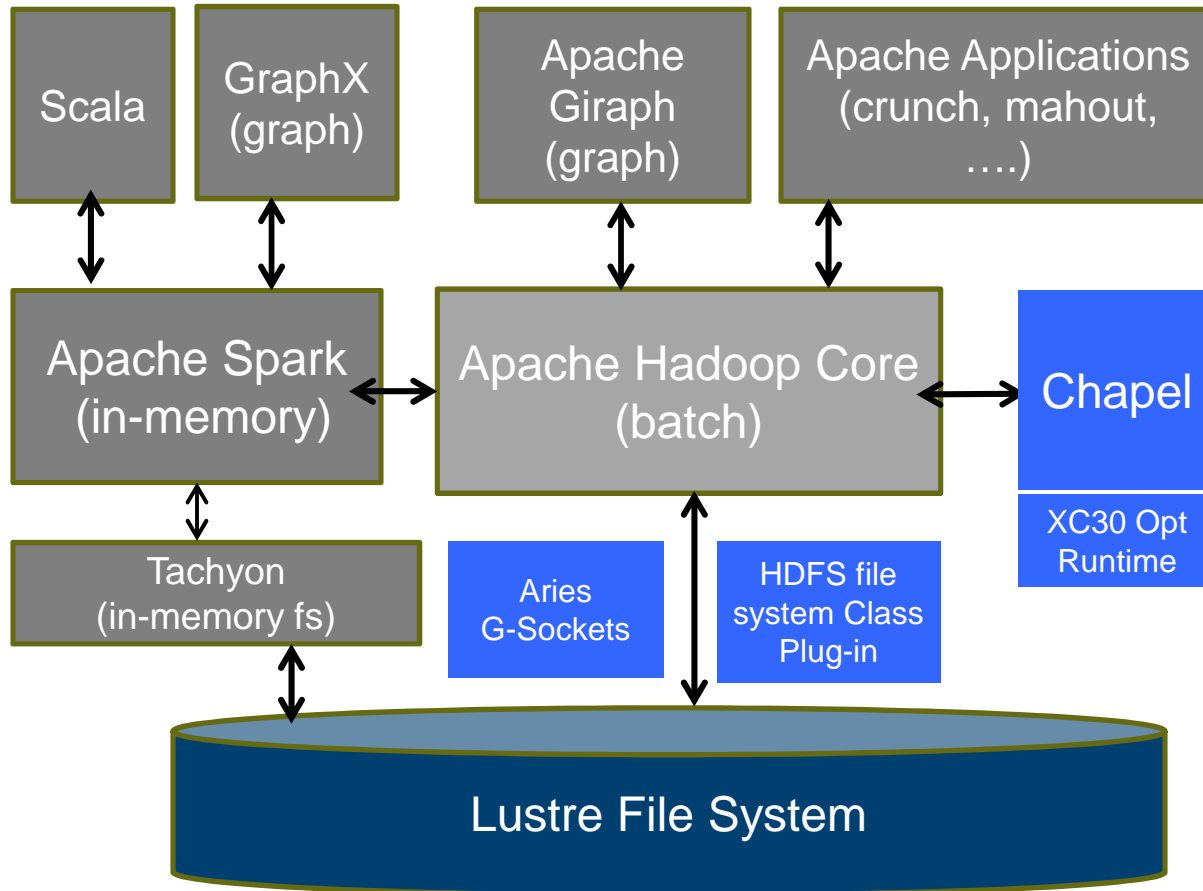 Scala
GraphX
(graph)
Apache
Giraph
(graph)
Apache Applications
(crunch, mahout,
....)
Apache Spark
(in-memory)
Apache Hadoop Core
(batch)
Chapel
XC30 Opt
Runtime
Tachyon
(in-memory fs)
Aries
G-Sockets
HDFS file
system Class
Plug-in
Lustre File System